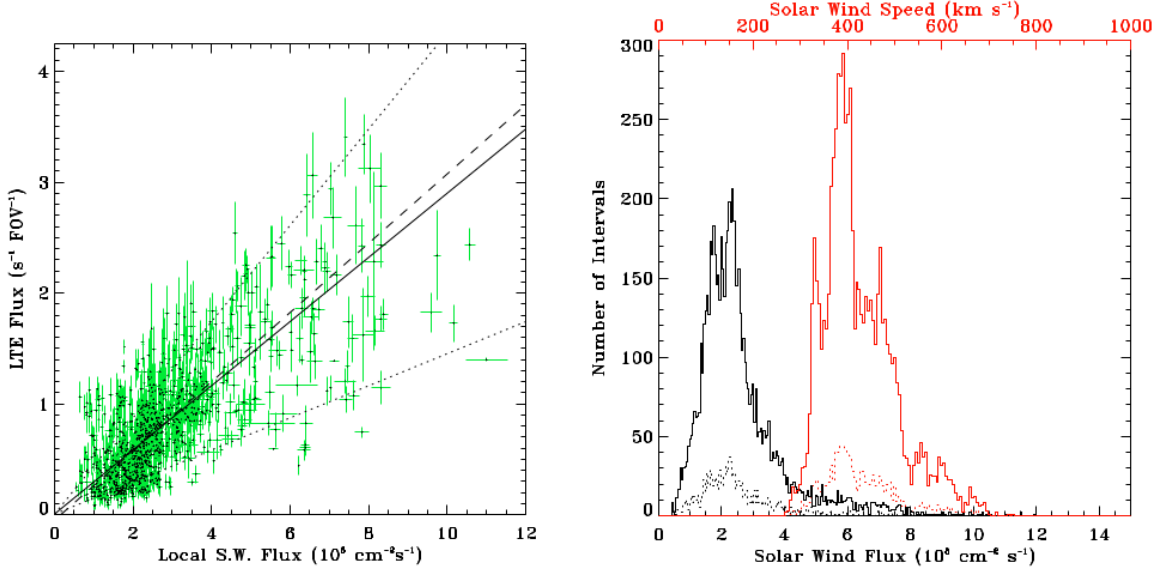 Solar Wind Speed (km s⁻¹)
0 200 400 600 800 1000
4
3
2
1
0
LTE Flux (s⁻¹ FOV⁻¹)
0 2 4 6 8 10 12
Local S.W. Flux (10⁸ cm⁻²s⁻¹)
300
250
200
150
100
50
0
Number of Intervals
0 2 4 6 8 10 12 14
Solar Wind Flux (10⁸ cm⁻² s⁻¹)